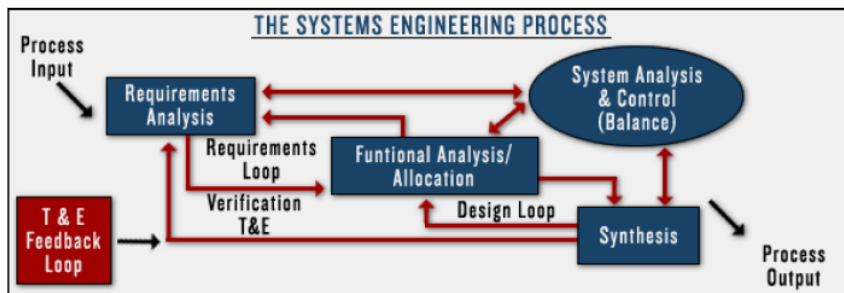 THE SYSTEMS ENGINEERING PROCESS
Process
Input
Requirements
Analysis
System Analysis
& Control
(Balance)
Requirements
Loop
Funtional Analysis/
Allocation
Verification
T&E
Design Loop
T & E
Feedback
Loop
Synthesis
Process
Output